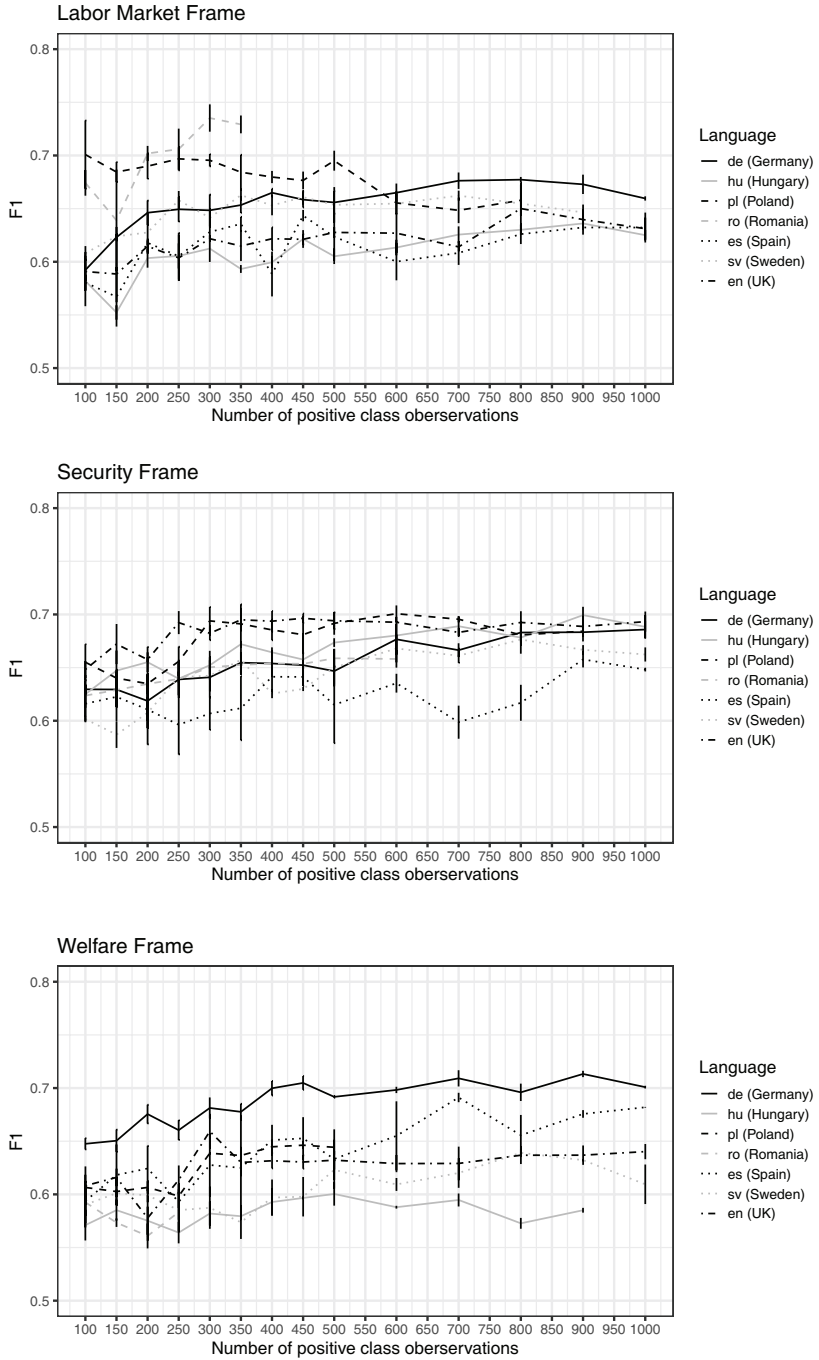 Labor Market Frame
0.8
0.7
0.6
0.5
F1
100 150 200 250 300 350 400 450 500 550 600 650 700 750 800 850 900 950 1000
Number of positive class oberservations
Language
de (Germany)
hu (Hungary)
pl (Poland)
ro (Romania)
es (Spain)
sv (Sweden)
en (UK)
Security Frame
0.8
0.7
0.6
0.5
F1
100 150 200 250 300 350 400 450 500 550 600 650 700 750 800 850 900 950 1000
Number of positive class oberservations
Language
de (Germany)
hu (Hungary)
pl (Poland)
ro (Romania)
es (Spain)
sv (Sweden)
en (UK)
Welfare Frame
0.8
0.7
0.6
0.5
F1
100 150 200 250 300 350 400 450 500 550 600 650 700 750 800 850 900 950 1000
Number of positive class oberservations
Language
de (Germany)
hu (Hungary)
pl (Poland)
ro (Romania)
es (Spain)
sv (Sweden)
en (UK)